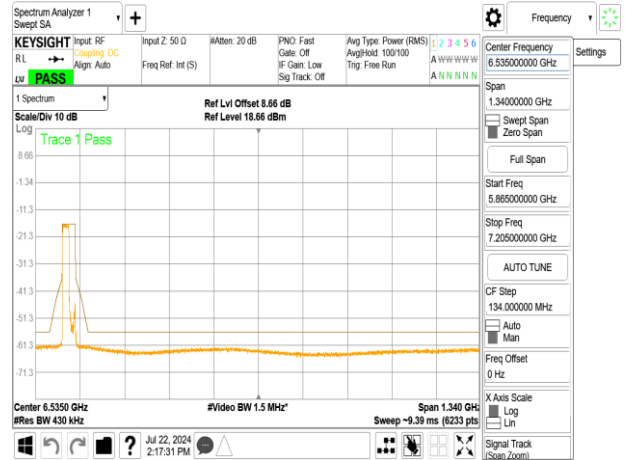 Spectrum Analyzer 1
Swept SA
Frequency
KEYSIGHT
RL
LXI PASS
Input: RF
Coupling: DC
Align: Auto
Input Z: 50 Ω
Freq Ref: Int (S)
#Atten: 20 dB
PNO: Fast
Gate: Off
IF Gain: Low
Sig Track: Off
Avg Type: Power (RMS)
Avg|Hold: 100/100
Trig: Free Run
1 2 3 4 5 6
A W W W W W
A N N N N N
1 Spectrum
Scale/Div 10 dB
Ref Lvl Offset 8.66 dB
Ref Level 18.66 dBm
Log
Trace 1 Pass
8.66
-1.34
-11.3
-21.3
-31.3
-41.3
-51.3
-61.3
-71.3
Center 6.5350 GHz
#Res BW 430 kHz
#Video BW 1.5 MHz*
Span 1.340 GHz
Sweep ~9.39 ms (6233 pts
Jul 22, 2024
2:17:31 PM
Center Frequency
6.535000000 GHz
Settings
Span
1.34000000 GHz
Swept Span
Zero Span
Full Span
Start Freq
5.865000000 GHz
Stop Freq
7.205000000 GHz
AUTO TUNE
CF Step
134.000000 MHz
Auto
Man
Freq Offset
0 Hz
X Axis Scale
Log
Lin
Signal Track
(Span Zoom)